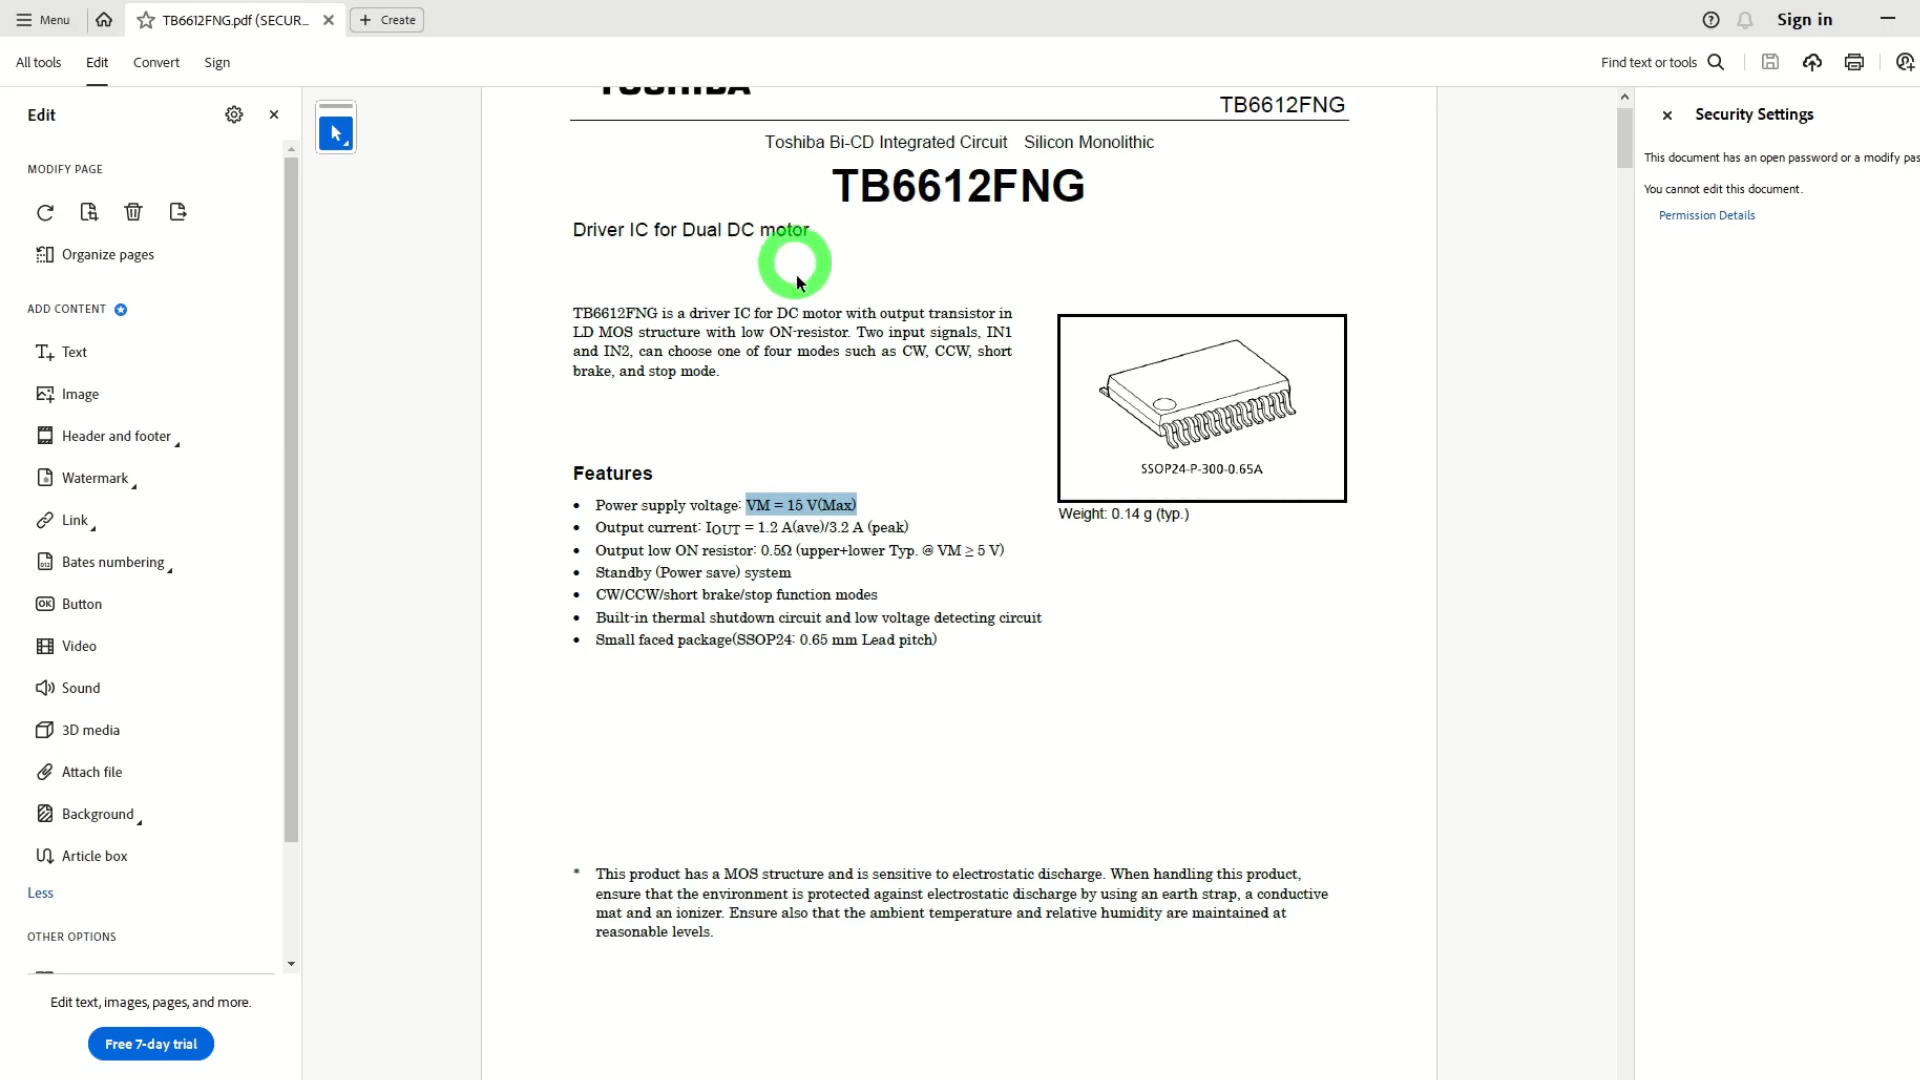 Menu
TB6612FNG.pdf (SECUR...
Create
Sign in
All tools
Edit
Convert
Sign
Find text or tools
Edit
MODIFY PAGE
Organize pages
ADD CONTENT
Text
Image
Header and footer
Watermark
Link
Bates numbering
Button
Video
Sound
3D media
Attach file
Background
Article box
Less
OTHER OPTIONS
Edit text, images, pages, and more.
Free 7-day trial
TOSHIBA
TB6612FNG
Toshiba Bi-CD Integrated Circuit Silicon Monolithic
TB6612FNG
Driver IC for Dual DC motor
TB6612FNG is a driver IC for DC motor with output transistor in
LD MOS structure with low ON-resistor. Two input signals, IN1
and IN2, can choose one of four modes such as CW, CCW, short
brake, and stop mode.
SSOP24-P-300-0.65A
Weight: 0.14 g (typ.)
Features
• Power supply voltage: VM = 15 V(Max)
• Output current: IOUT = 1.2 A(ave)/3.2 A (peak)
• Output low ON resistor: 0.5Ω (upper+lower Typ. @ VM ≥ 5 V)
• Standby (Power save) system
• CW/CCW/short brake/stop function modes
• Built-in thermal shutdown circuit and low voltage detecting circuit
• Small faced package(SSOP24: 0.65 mm Lead pitch)
* This product has a MOS structure and is sensitive to electrostatic discharge. When handling this product,
ensure that the environment is protected against electrostatic discharge by using an earth strap, a conductive
mat and an ionizer. Ensure also that the ambient temperature and relative humidity are maintained at
reasonable levels.
Security Settings
This document has an open password or a modify pas
You cannot edit this document.
Permission Details